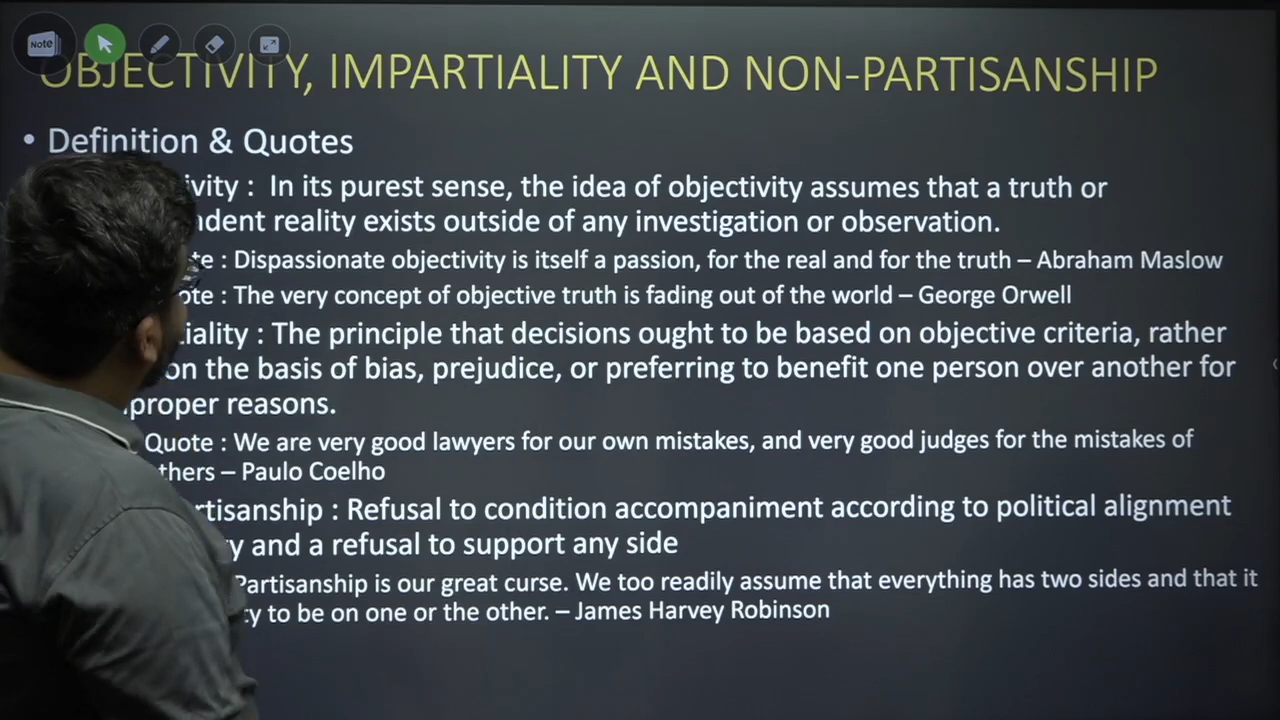 Note
OBJECTIVITY, IMPARTIALITY AND NON-PARTISANSHIP
• Definition & Quotes
ivity : In its purest sense, the idea of objectivity assumes that a truth or
ndent reality exists outside of any investigation or observation.
te : Dispassionate objectivity is itself a passion, for the real and for the truth – Abraham Maslow
ote : The very concept of objective truth is fading out of the world – George Orwell
iality : The principle that decisions ought to be based on objective criteria, rather
on the basis of bias, prejudice, or preferring to benefit one person over another for
proper reasons.
Quote : We are very good lawyers for our own mistakes, and very good judges for the mistakes of
thers – Paulo Coelho
rtisanship : Refusal to condition accompaniment according to political alignment
y and a refusal to support any side
Partisanship is our great curse. We too readily assume that everything has two sides and that it
ty to be on one or the other. – James Harvey Robinson